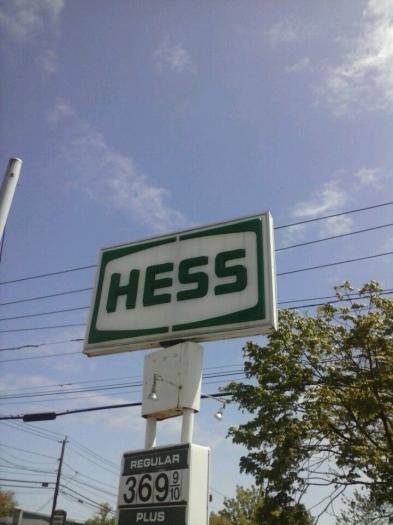 HESS
REGULAR
369 9/10
PLUS